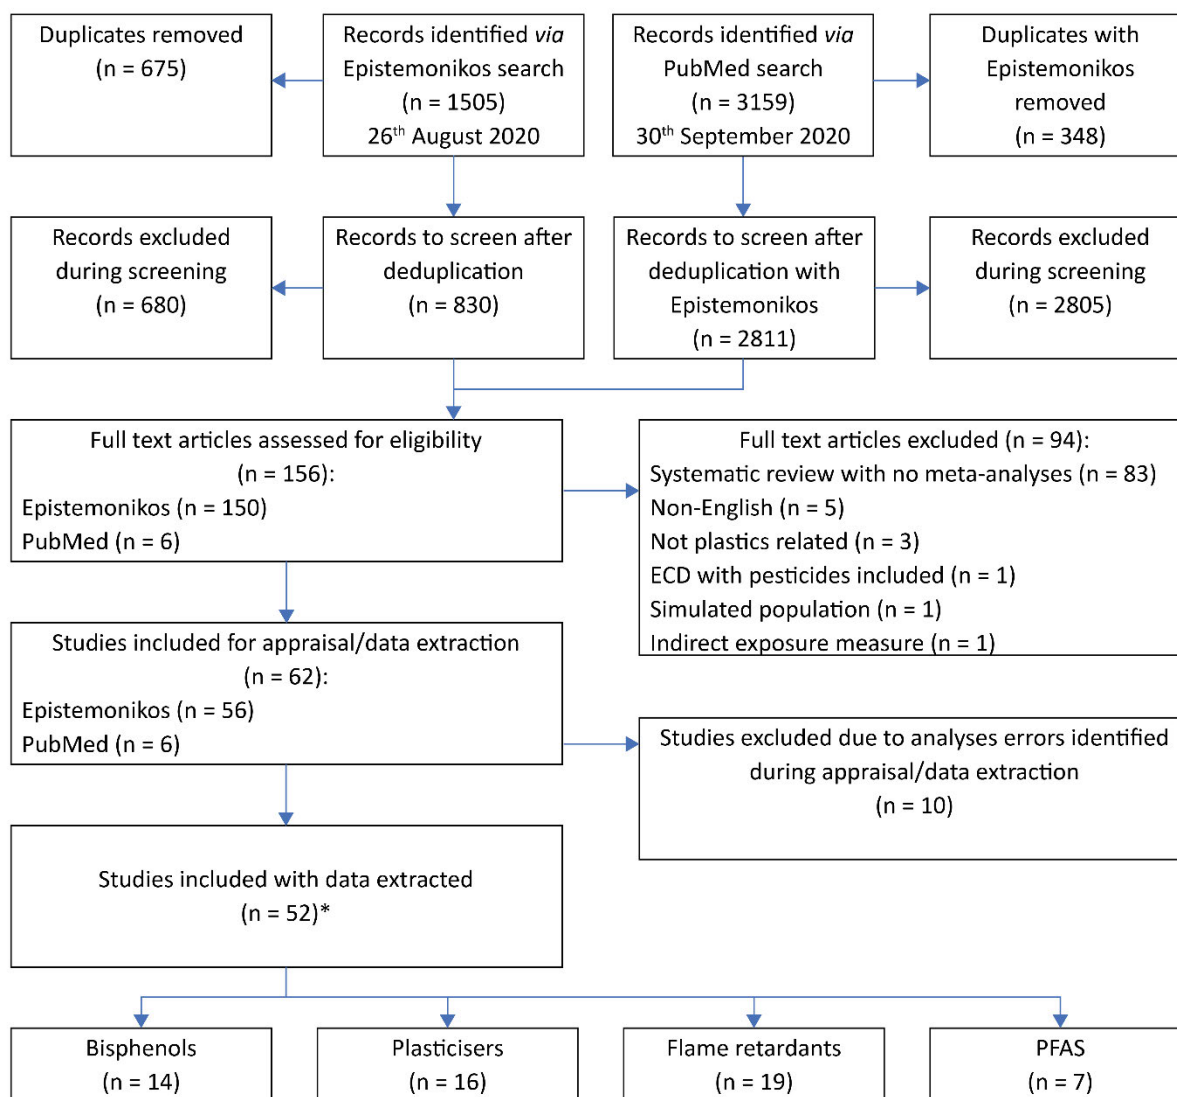 Duplicates removed
(n = 675)
Records identified via
Epistemonikos search
(n = 1505)
26th August 2020
Records identified via
PubMed search
(n = 3159)
30th September 2020
Duplicates with
Epistemonikos
removed
(n = 348)
Records excluded
during screening
(n = 680)
Records to screen after
deduplication
(n = 830)
Records to screen after
deduplication with
Epistemonikos
(n = 2811)
Records excluded
during screening
(n = 2805)
Full text articles assessed for eligibility
(n = 156):
Epistemonikos (n = 150)
PubMed (n = 6)
Full text articles excluded (n = 94):
Systematic review with no meta-analyses (n = 83)
Non-English (n = 5)
Not plastics related (n = 3)
ECD with pesticides included (n = 1)
Simulated population (n = 1)
Indirect exposure measure (n = 1)
Studies included for appraisal/data extraction
(n = 62):
Epistemonikos (n = 56)
PubMed (n = 6)
Studies excluded due to analyses errors identified
during appraisal/data extraction
(n = 10)
Studies included with data extracted
(n = 52)*
Bisphenols
(n = 14)
Plasticisers
(n = 16)
Flame retardants
(n = 19)
PFAS
(n = 7)